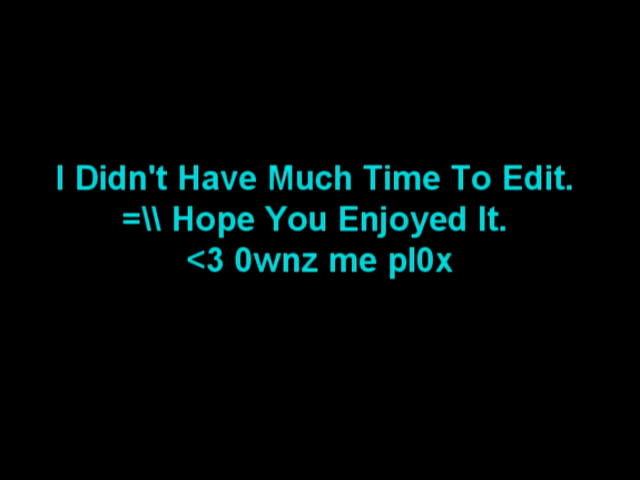 I Didn't Have Much Time To Edit.
=\\ Hope You Enjoyed It.
<3 0wnz me pl0x